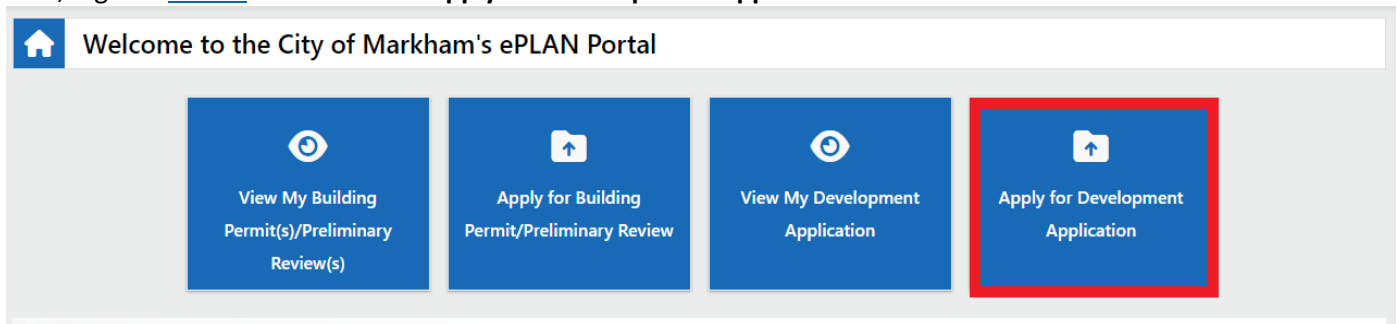 Welcome to the City of Markham's ePLAN Portal
View My Building
Permit(s)/Preliminary
Review(s)
Apply for Building
Permit/Preliminary Review
View My Development
Application
Apply for Development
Application